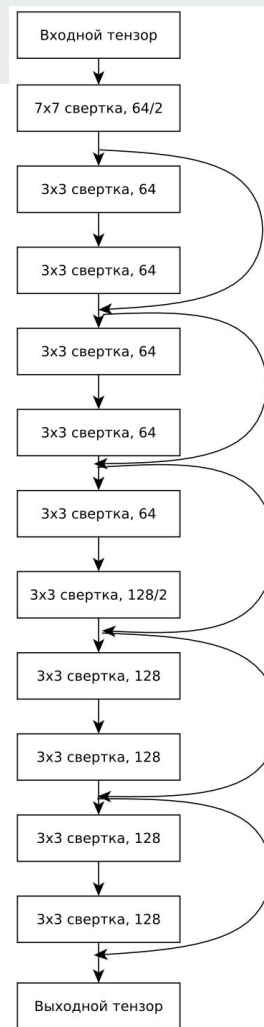 Входной тензор
7x7 свертка, 64/2
3x3 свертка, 64
3x3 свертка, 64
3x3 свертка, 64
3x3 свертка, 64
3x3 свертка, 64
3x3 свертка, 128/2
3x3 свертка, 128
3x3 свертка, 128
3x3 свертка, 128
3x3 свертка, 128
Выходной тензор